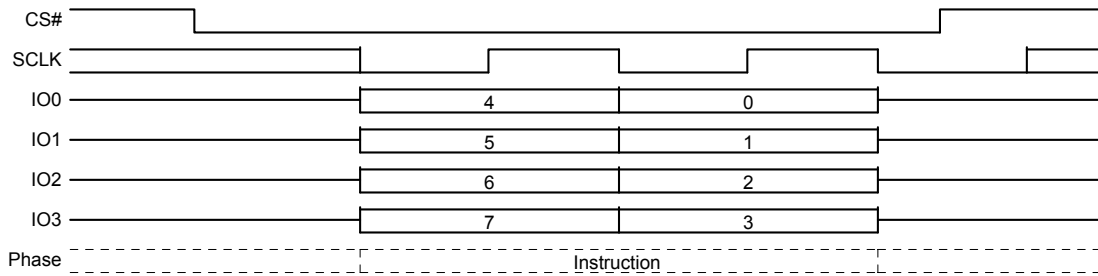 CS#
SCLK
IO0 4 0
IO1 5 1
IO2 6 2
IO3 7 3
Phase Instruction